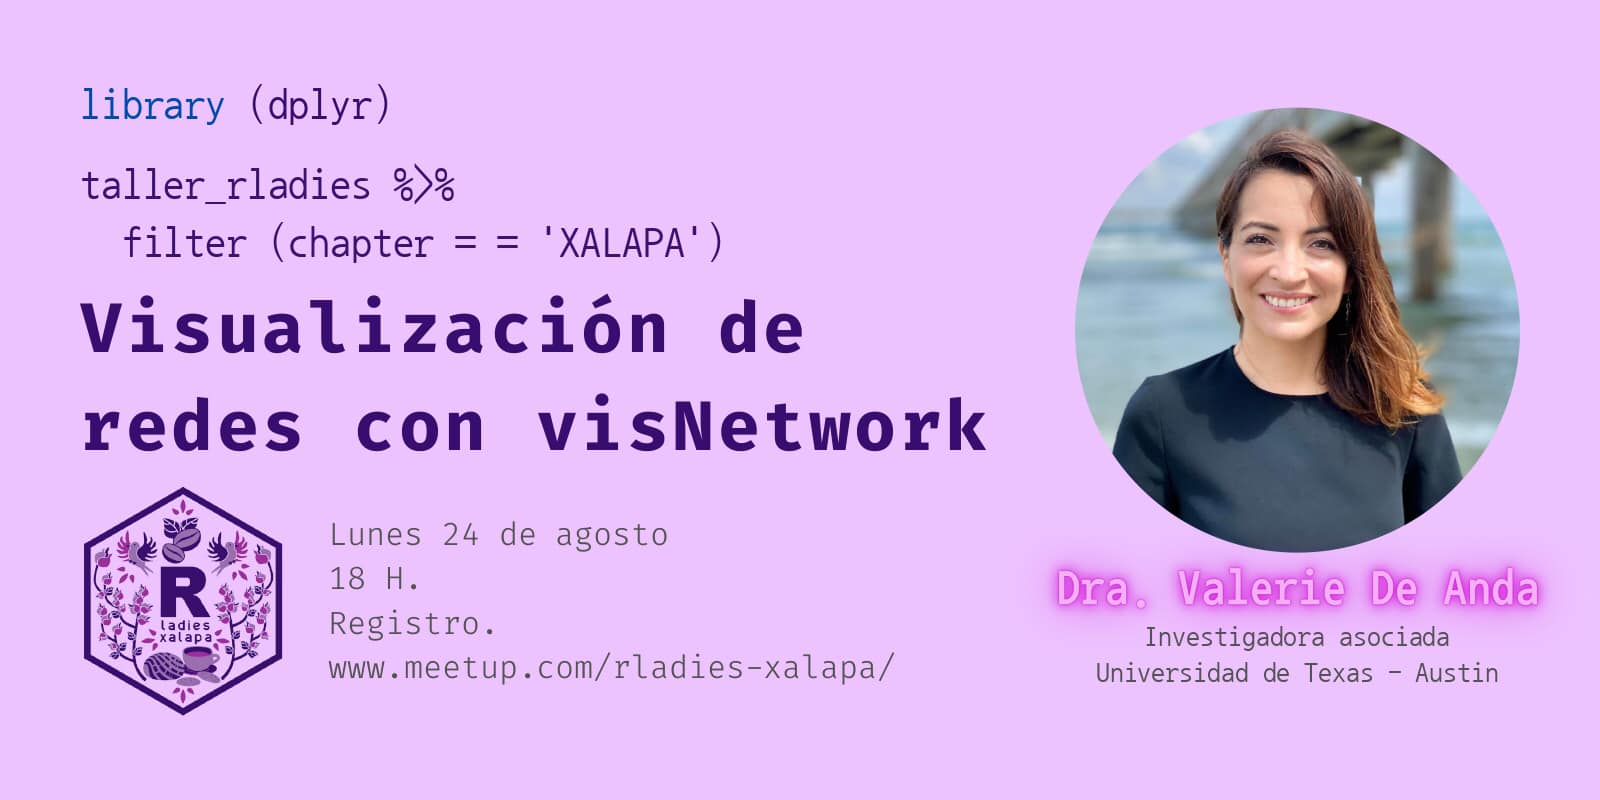 library (dplyr)
taller_rladies %>%
filter (chapter = = 'XALAPA')
Visualización de
redes con visNetwork
R
ladies
xalapa
Lunes 24 de agosto
18 H.
Registro.
www.meetup.com/rladies-xalapa/
Dra. Valerie De Anda
Investigadora asociada
Universidad de Texas – Austin